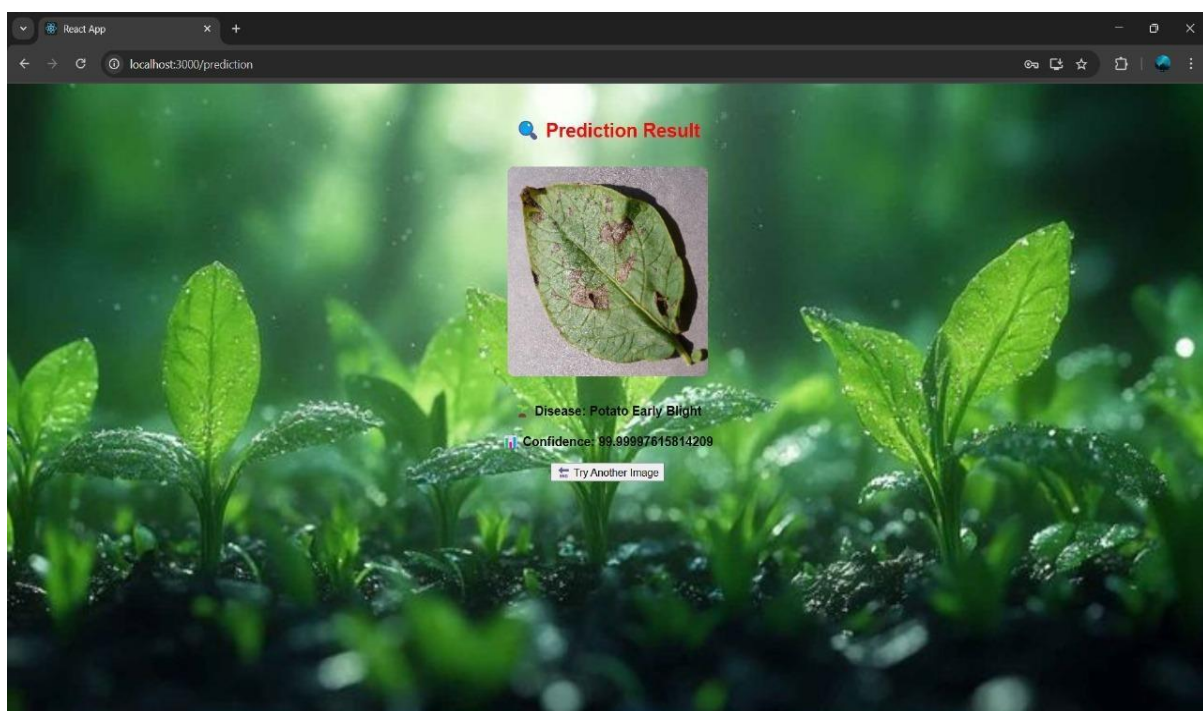 React App
localhost:3000/prediction
Prediction Result
Disease: Potato Early Blight
Confidence: 99.99997615814209
Try Another Image